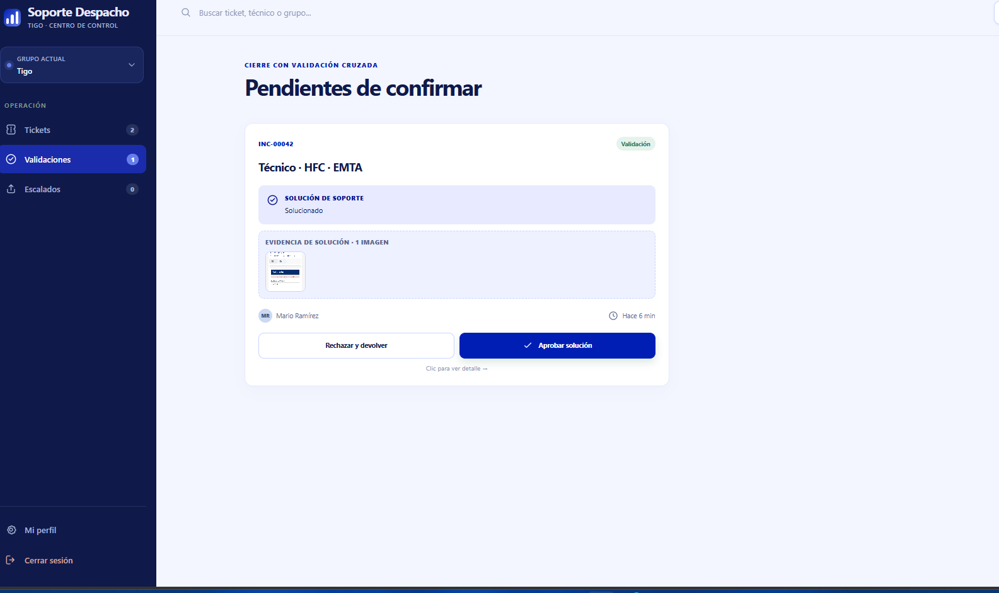 Soporte Despacho
TIGO · CENTRO DE CONTROL
GRUPO ACTUAL
Tigo
OPERACIÓN
Tickets 2
Validaciones 1
Escalados 0
Mi perfil
Cerrar sesión
Buscar ticket, técnico o grupo...
CIERRE CON VALIDACIÓN CRUZADA
Pendientes de confirmar
INC-00042
Validación
Técnico · HFC · EMTA
SOLUCIÓN DE SOPORTE
Solucionado
EVIDENCIA DE SOLUCIÓN · 1 IMAGEN
MR Mario Ramírez
Hace 6 min
Rechazar y devolver
Aprobar solución
Clic para ver detalle →